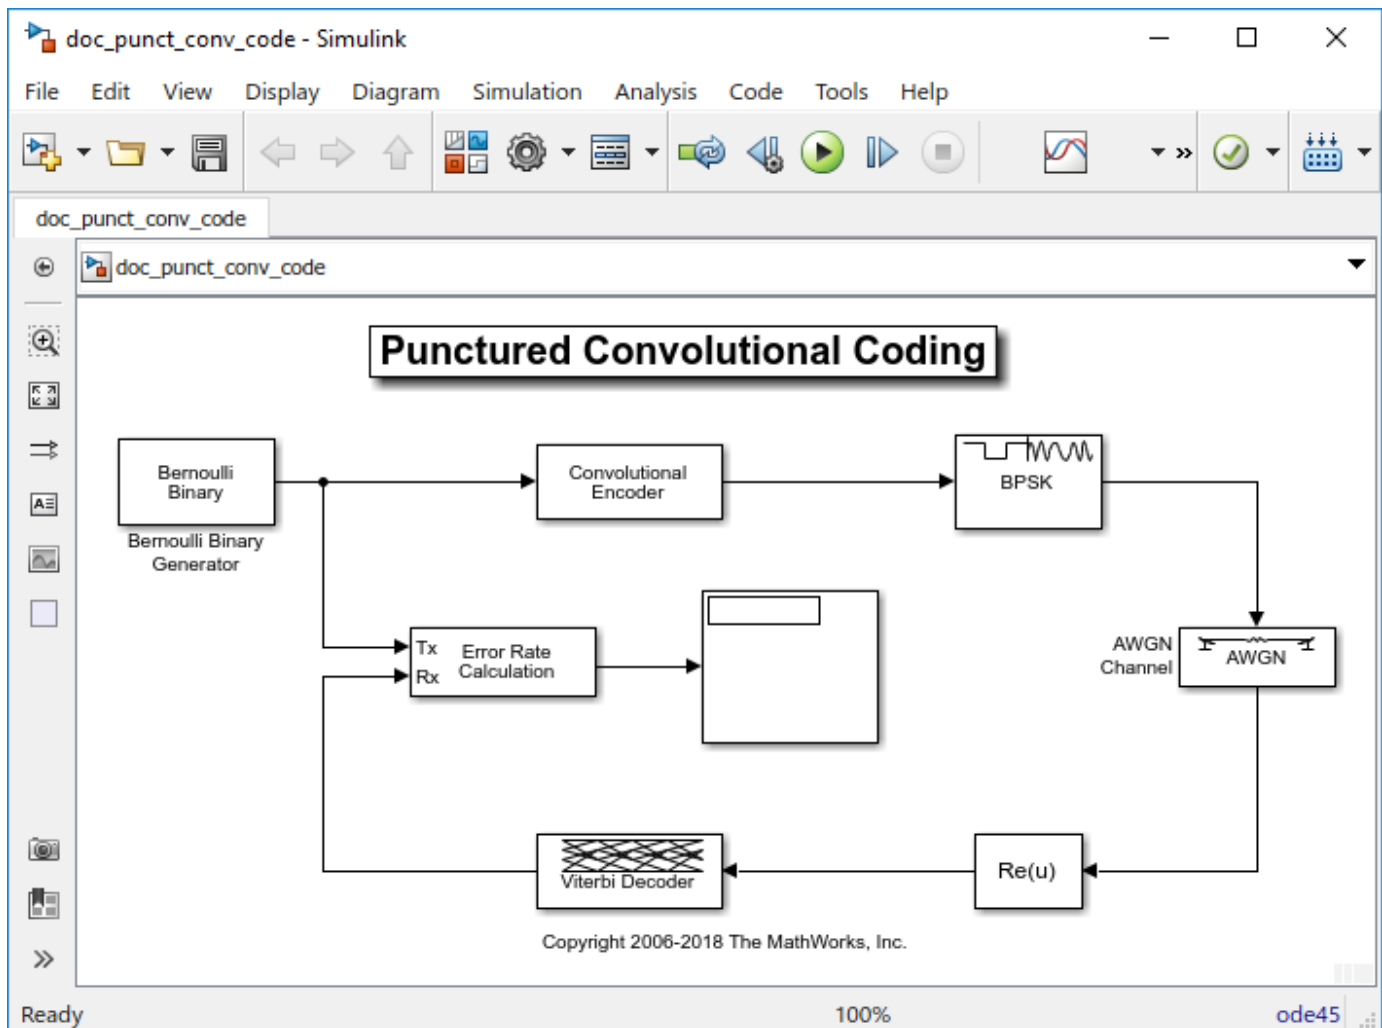 doc_punct_conv_code - Simulink
File Edit View Display Diagram Simulation Analysis Code Tools Help
doc_punct_conv_code
doc_punct_conv_code
Punctured Convolutional Coding
Bernoulli
Binary
Bernoulli Binary
Generator
Convolutional
Encoder
BPSK
Tx
Rx
Error Rate
Calculation
AWGN
Channel
AWGN
Viterbi Decoder
Re(u)
Copyright 2006-2018 The MathWorks, Inc.
Ready 100% ode45